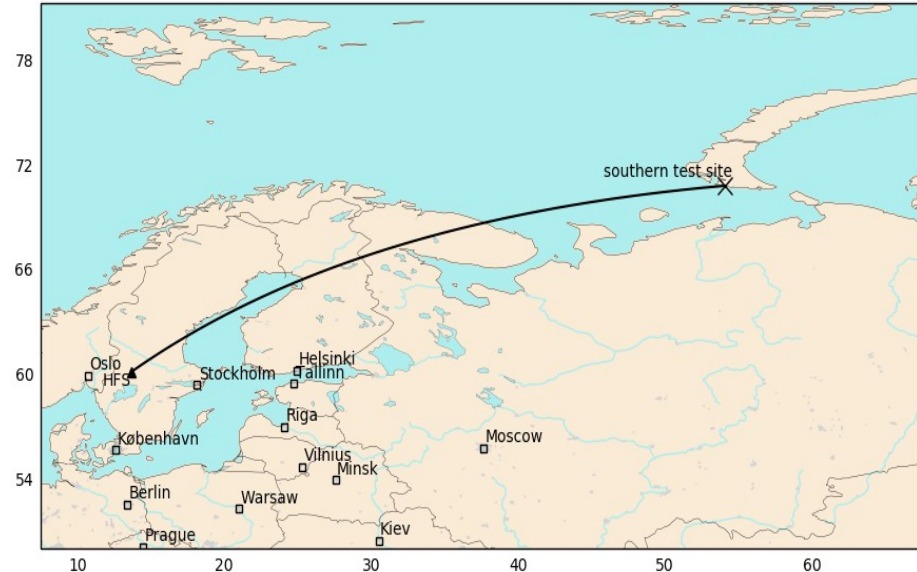 78
72
66
60
54
southern test site
Oslo
HFS
Stockholm
Helsinki
Tallinn
Riga
København
Vilnius
Minsk
Moscow
Berlin
Warsaw
Prague
Kiev
10
20
30
40
50
60